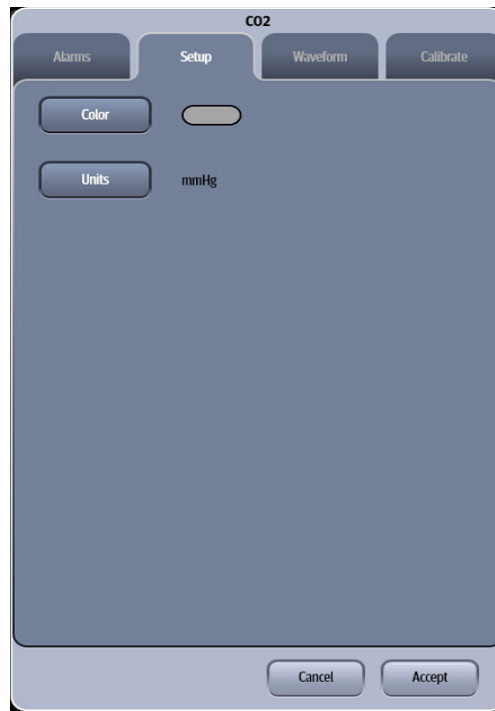 CO2
Alarms Setup Waveform Calibrate
Color
Units mmHg
Cancel Accept